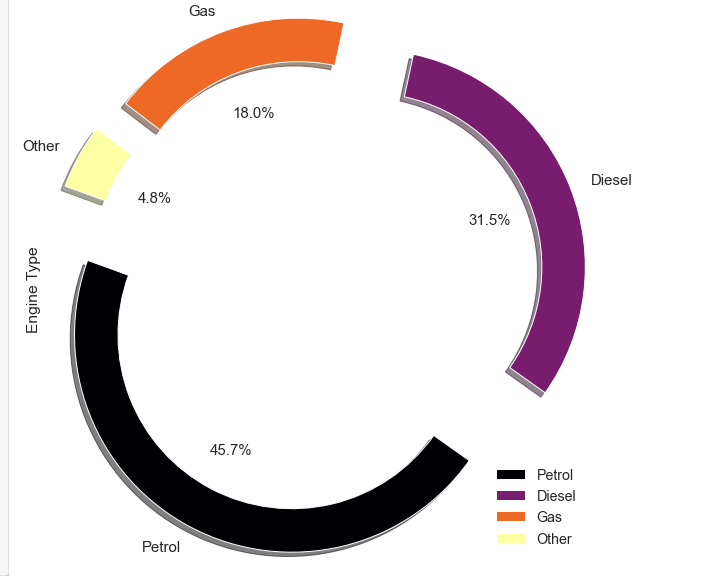 Gas
18.0%
Other
4.8%
Diesel
31.5%
Engine Type
45.7%
Petrol
Petrol
Diesel
Gas
Other